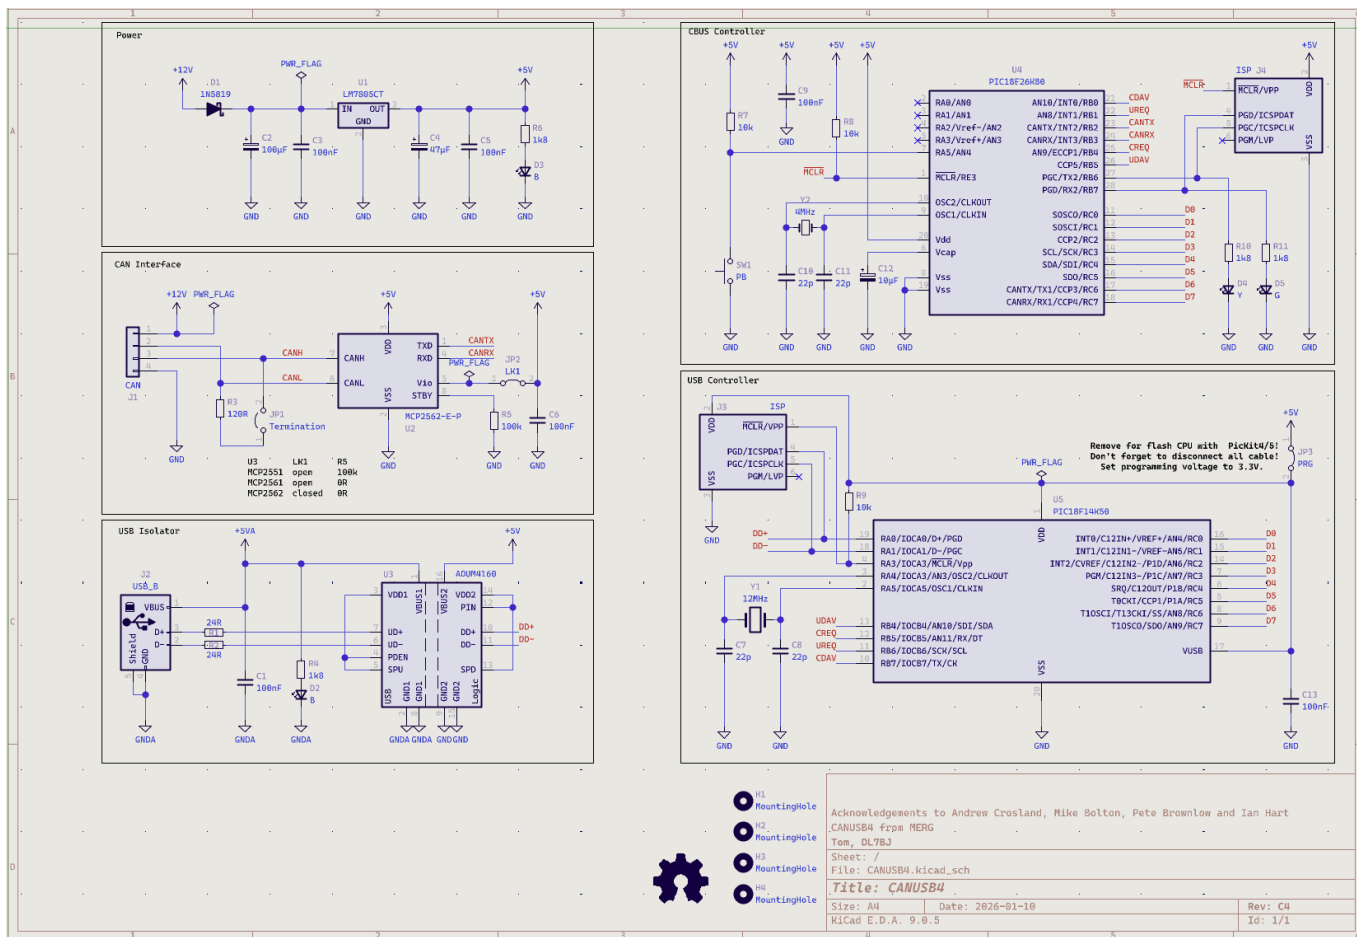 1 2 3 4 5 6
Power
+12V
D1
1N5819
PWR_FLAG
U1
LM7805CT
IN OUT
GND
+5V
C2
100µF
C3
100nF
C4
47µF
C5
100nF
R6
1k8
D3
B
GND GND GND GND GND GND
CAN Interface
+12V PWR_FLAG
+5V
+5V
1
2
3
4
CAN
J1
CANH
CANL
R3
120R
JP1
Termination
GND
VDD
CANH
CANL
VSS
TXD
RXD
Vio
STBY
MCP2562-E-P
U2
CANTX
CANRX
PWR_FLAG
JP2
LK1
R5
100k
C6
100nF
GND GND GND
U3 LK1 R5
MCP2551 open 100k
MCP2561 open 0R
MCP2562 closed 0R
USB Isolator
+5VA
+5V
J2
USB_B
VBUS
D+
D-
Shield
GND
24R
R1
R2
24R
C1
100nF
R4
1k8
D2
B
GNDA GNDA GNDA
U3
ADUM4160
VDD1
UD+
UD-
PDEN
SPU
VBUS1
VBUS2
VDD2
PIN
DD+
DD-
SPD
USB
GND1
GND1
GND2
GND2
Logic
DD+
DD-
GNDA GNDA GND GND
CBUS Controller
+5V +5V +5V +5V +5V
C9
100nF
GND
R7
10k
R8
10k
MCLR
SW1
PB
Y2
4MHz
C10
22p
C11
22p
C12
10µF
GND GND GND GND GND
U4
PIC18F26K80
RA0/AN0
RA1/AN1
RA2/Vref-/AN2
RA3/Vref+/AN3
RA5/AN4
MCLR/RE3
OSC2/CLKOUT
OSC1/CLKIN
Vdd
Vcap
Vss
Vss
AN10/INT0/RB0
AN8/INT1/RB1
CANTX/INT2/RB2
CANRX/INT3/RB3
AN9/ECCP1/RB4
CCP5/RB5
PGC/TX2/RB6
PGD/RX2/RB7
SOSCO/RC0
SOSCI/RC1
CCP2/RC2
SCL/SCK/RC3
SDA/SDI/RC4
SDO/RC5
CANTX/TX1/CCP3/RC6
CANRX/RX1/CCP4/RC7
CDAV
UREQ
CANTX
CANRX
CREQ
UDAV
D0
D1
D2
D3
D4
D5
D6
D7
MCLR
ISP J4
MCLR/VPP
PGD/ICSPDAT
PGC/ICSPCLK
PGM/LVP
VDD
VSS
R10
1k8
R11
1k8
D4
Y
D5
G
GND GND GND
USB Controller
J3 ISP
VDD
MCLR/VPP
PGD/ICSPDAT
PGC/ICSPCLK
PGM/LVP
VSS
GND
R9
10k
DD+
DD-
PWR_FLAG
Remove for flash CPU with PicKit4/5!
Don't forget to disconnect all cable!
Set programming voltage to 3.3V.
+5V
JP3
PRG
U5
PIC18F14K50
RA0/IOCA0/D+/PGD
RA1/IOCA1/D-/PGC
RA3/IOCA3/MCLR/Vpp
RA4/IOCA3/AN3/OSC2/CLKOUT
RA5/IOCA5/OSC1/CLKIN
RB4/IOCB4/AN10/SDI/SDA
RB5/IOCB5/AN11/RX/DT
RB6/IOCB6/SCK/SCL
RB7/IOCB7/TX/CK
VDD
VSS
INT0/C12IN+/VREF+/AN4/RC0
INT1/C12IN1-/VREF-AN5/RC1
INT2/CVREF/C12IN2-/P1D/AN6/RC2
PGM/C12IN3-/P1C/AN7/RC3
SRQ/C12OUT/P1B/RC4
T0CKI/CCP1/P1A/RC5
T1OSCI/T13CKI/SS/AN8/RC6
T1OSCO/SDO/AN9/RC7
VUSB
D0
D1
D2
D3
D4
D5
D6
D7
Y1
12MHz
C7
22p
C8
22p
UDAV
CREQ
UREQ
CDAV
C13
100nF
GND GND GND GND
H1
MountingHole
H2
MountingHole
H3
MountingHole
H4
MountingHole
Acknowledgements to Andrew Crosland, Mike Bolton, Pete Brownlow and Ian Hart
CANUSB4 from MERG
Tom, DL7BJ
Sheet: /
File: CANUSB4.kicad_sch
Title: CANUSB4
Size: A4 Date: 2026-01-10 Rev: C4
KiCad E.D.A. 9.0.5 Id: 1/1